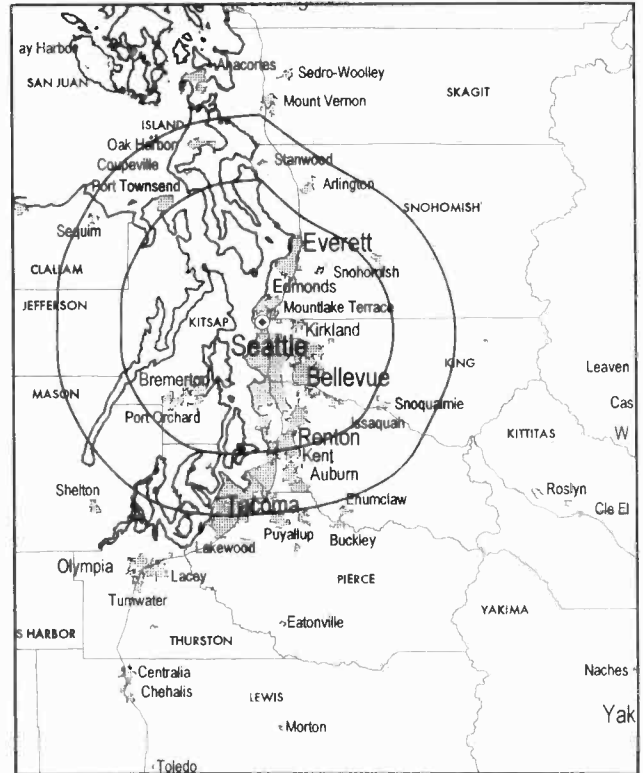 ay Harbor
Anacortes
Sedro-Woolley
SAN JUAN
SKAGIT
Mount Vernon
ISLAND
Oak Harbor
Coupeville
Stanwood
Port Townsend
Arlington
SNOHOMISH
Sequim
Everett
CLALLAM
Snohomish
Edmonds
JEFFERSON
Mountlake Terrace
KITSAP
Kirkland
Seattle
KING
Leaven
Bremerton
Bellevue
MASON
Snoqualmie
Cas
Port Orchard
Issaquah
KITTITAS
W
Renton
Kent
Auburn
Shelton
Roslyn
Tacoma
Enumclaw
Cle El
Puyallup
Buckley
Lakewood
Olympia
Lacey
PIERCE
Tumwater
YAKIMA
S HARBOR
Eatonville
THURSTON
Centralia
Naches
Chehalis
LEWIS
Yak
Morton
Toledo